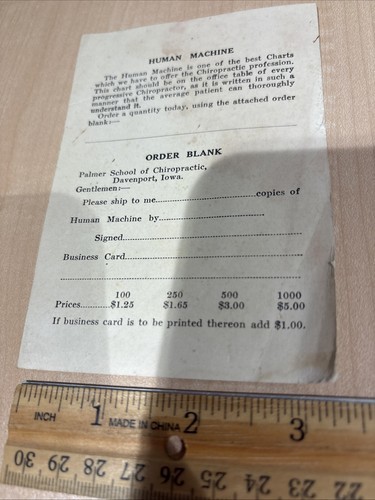 HUMAN MACHINE
The Human Machine is one of the best Charts
which we have to offer the Chiropractic profession.
This chart should be on the office table of every
progressive Chiropractor, as it is written in such a
manner that the average patient can thoroughly
understand it.
Order a quantity today, using the attached order
blank:—
ORDER BLANK
Palmer School of Chiropractic,
Davenport, Iowa.
Gentlemen:—
Please ship to me..............................copies of
Human Machine by..............................
Signed..................................................
Business Card..................................................
100 250 500 1000
Prices............$1.25 $1.65 $3.00 $5.00
If business card is to be printed thereon add $1.00.
INCH 1 MADE IN CHINA 2 3
30 29 28 27 26 25 24 23 22